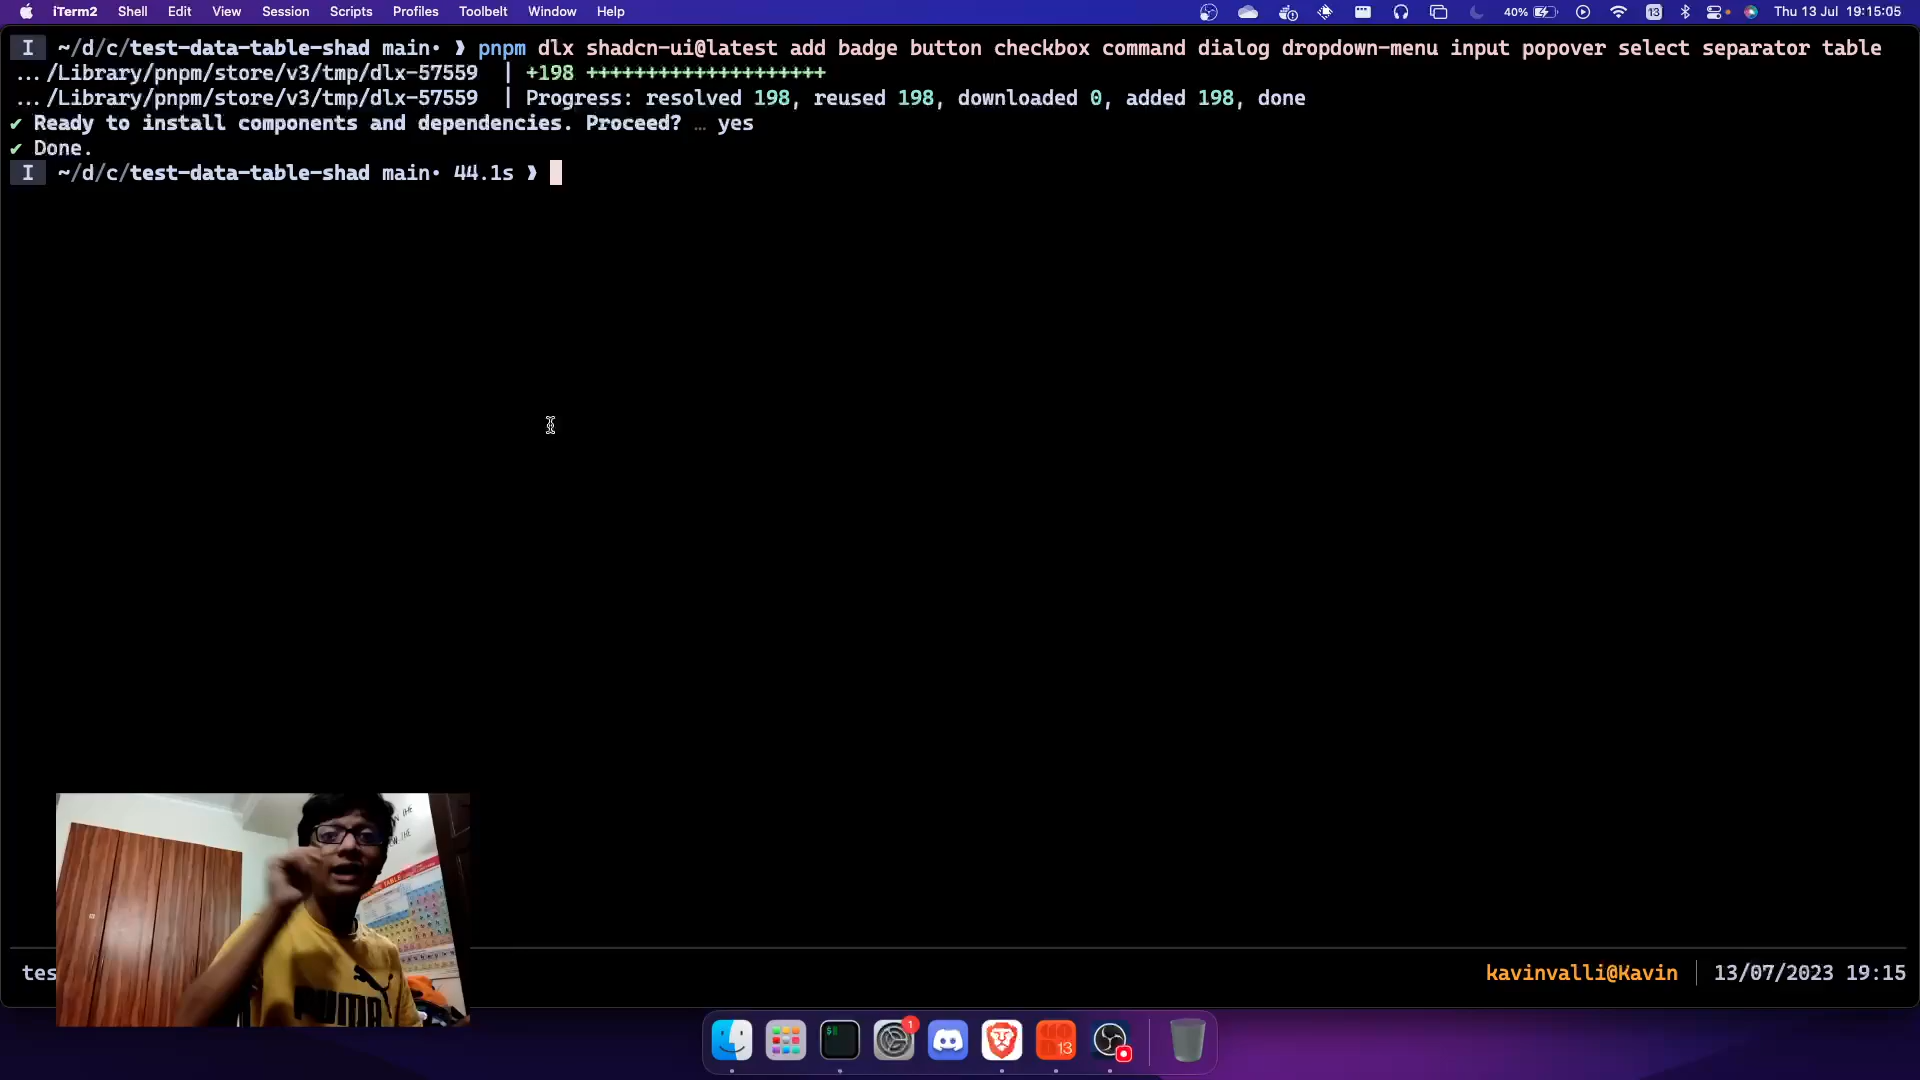 iTerm2 Shell Edit View Session Scripts Profiles Toolbelt Window Help 40% 13 Thu 13 Jul 19:15:05
I ~/d/c/test-data-table-shad main• ❱ pnpm dlx shadcn-ui@latest add badge button checkbox command dialog dropdown-menu input popover select separator table
.../Library/pnpm/store/v3/tmp/dlx-57559 | +198 ++++++++++++++++++++
.../Library/pnpm/store/v3/tmp/dlx-57559 | Progress: resolved 198, reused 198, downloaded 0, added 198, done
✔ Ready to install components and dependencies. Proceed? … yes
✔ Done.
I ~/d/c/test-data-table-shad main• 44.1s ❱
PUMA
tes
kavinvalli@Kavin | 13/07/2023 19:15
$
1
13